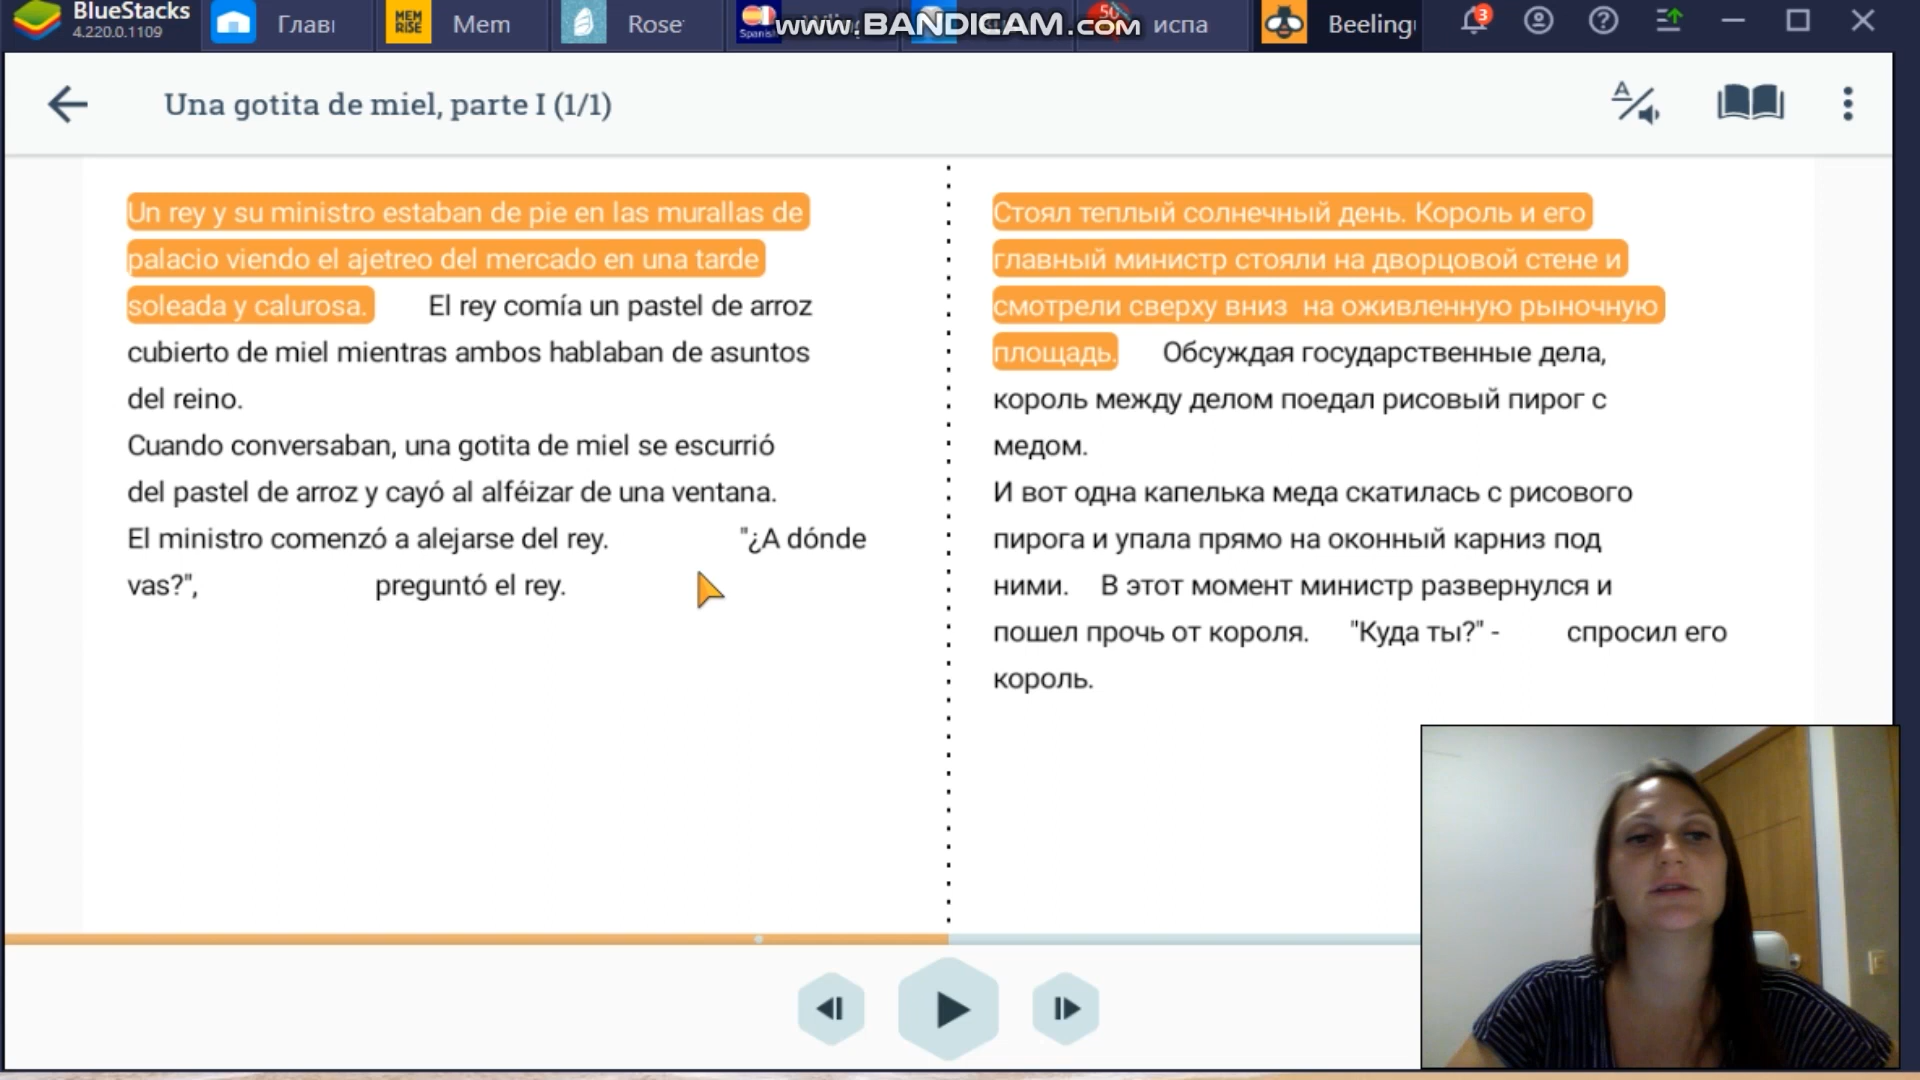 BlueStacks
4.220.0.1109
Главı
MEM
RISE
Mem
Rose
Spanis
www.BANDICAM.com
50
испа
Beelingu
3
Una gotita de miel, parte I (1/1)
A
Un rey y su ministro estaban de pie en las murallas de
palacio viendo el ajetreo del mercado en una tarde
soleada y calurosa. El rey comía un pastel de arroz
cubierto de miel mientras ambos hablaban de asuntos
del reino.
Cuando conversaban, una gotita de miel se escurrió
del pastel de arroz y cayó al alféizar de una ventana.
El ministro comenzó a alejarse del rey. "¿A dónde
vas?", preguntó el rey.
Стоял теплый солнечный день. Король и его
главный министр стояли на дворцовой стене и
смотрели сверху вниз на оживленную рыночную
площадь. Обсуждая государственные дела,
король между делом поедал рисовый пирог с
медом.
И вот одна капелька меда скатилась с рисового
пирога и упала прямо на оконный карниз под
ними. В этот момент министр развернулся и
пошел прочь от короля. "Куда ты?" - спросил его
король.